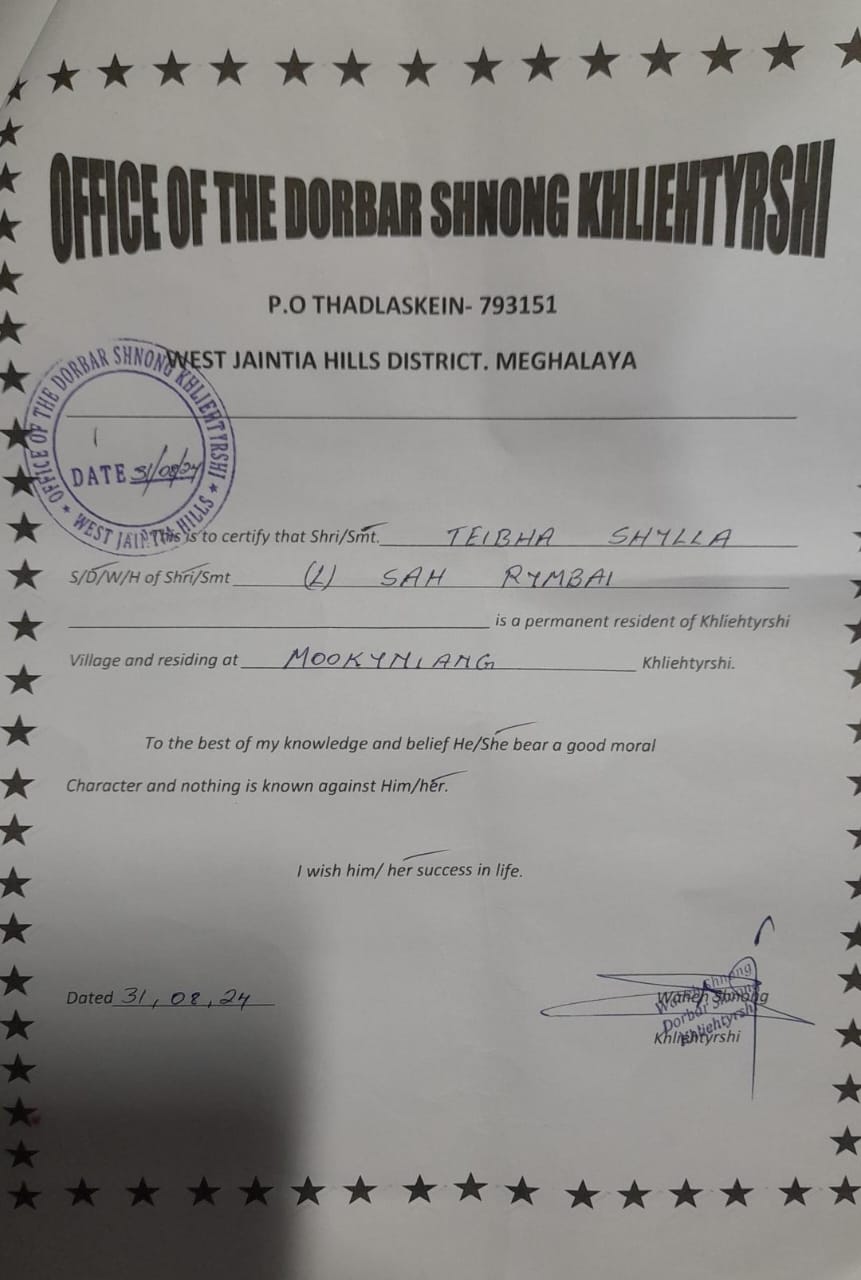 OFFICE OF THE DORBAR SHNONG KHLIEHTYRSHI
P.O THADLASKEIN- 793151
WEST JAINTIA HILLS DISTRICT. MEGHALAYA
OFFICE OF THE DORBAR SHNONG KHLIEHTYRSHI
★ WEST JAINTIA HILLS ★
DATE 31/08/24
This is to certify that Shri/Smt. TEIBHA SHYLLA
S/D/W/H of Shri/Smt (L) SAH RYMBAI
is a permanent resident of Khliehtyrshi
Village and residing at MOOKYNIANG Khliehtyrshi.
To the best of my knowledge and belief He/She bear a good moral
Character and nothing is known against Him/her.
I wish him/ her success in life.
Dated 31, 08, 24
Waheh Shnong
Khliehtyrshi
Waheh Shnong
Dorbar Shnong
Khliehtyrshi